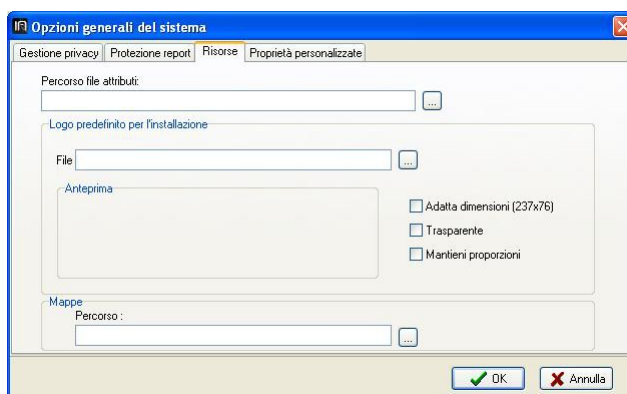 Opzioni generali del sistema
Gestione privacy Protezione report Risorse Proprietà personalizzate
Percorso file attributi:
...
Logo predefinito per l'installazione
File ...
Anteprima
Adatta dimensioni (237x76)
Trasparente
Mantieni proporzioni
Mappe
Percorso :
...
OK Annulla